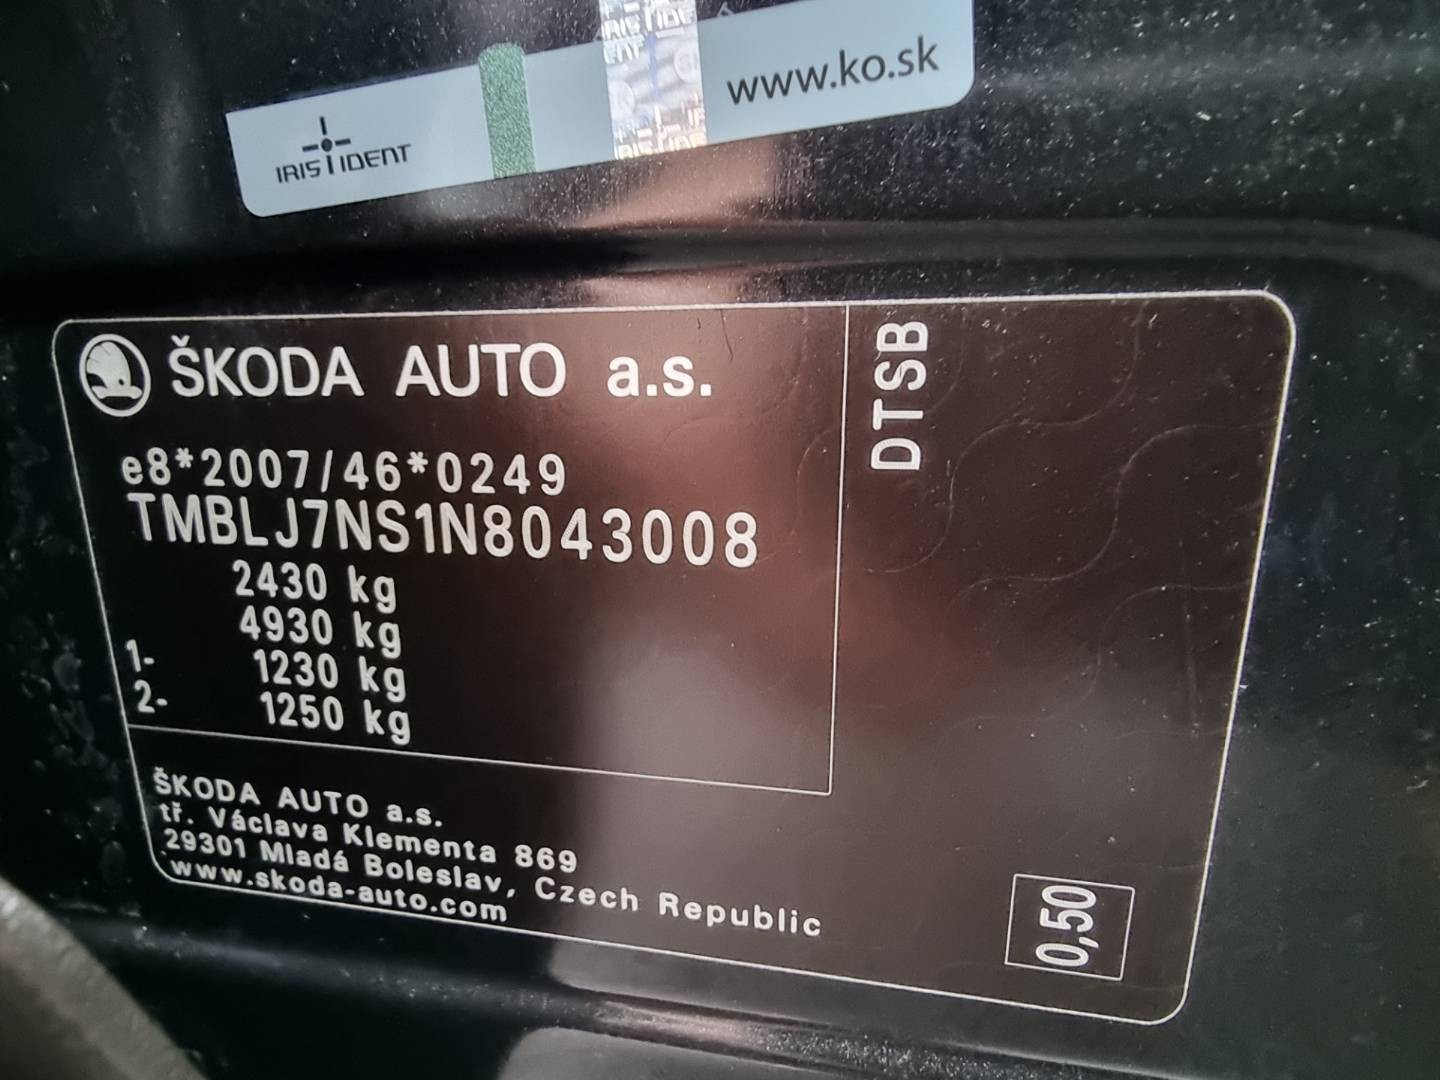 IRIS IDENT
www.ko.sk
ŠKODA AUTO a.s.
DTSB
e8*2007/46*0249
TMBLJ7NS1N8043008
2430 kg
4930 kg
1- 1230 kg
2- 1250 kg
ŠKODA AUTO a.s.
tř. Václava Klementa 869
29301 Mladá Boleslav, Czech Republic
www.skoda-auto.com
0,50